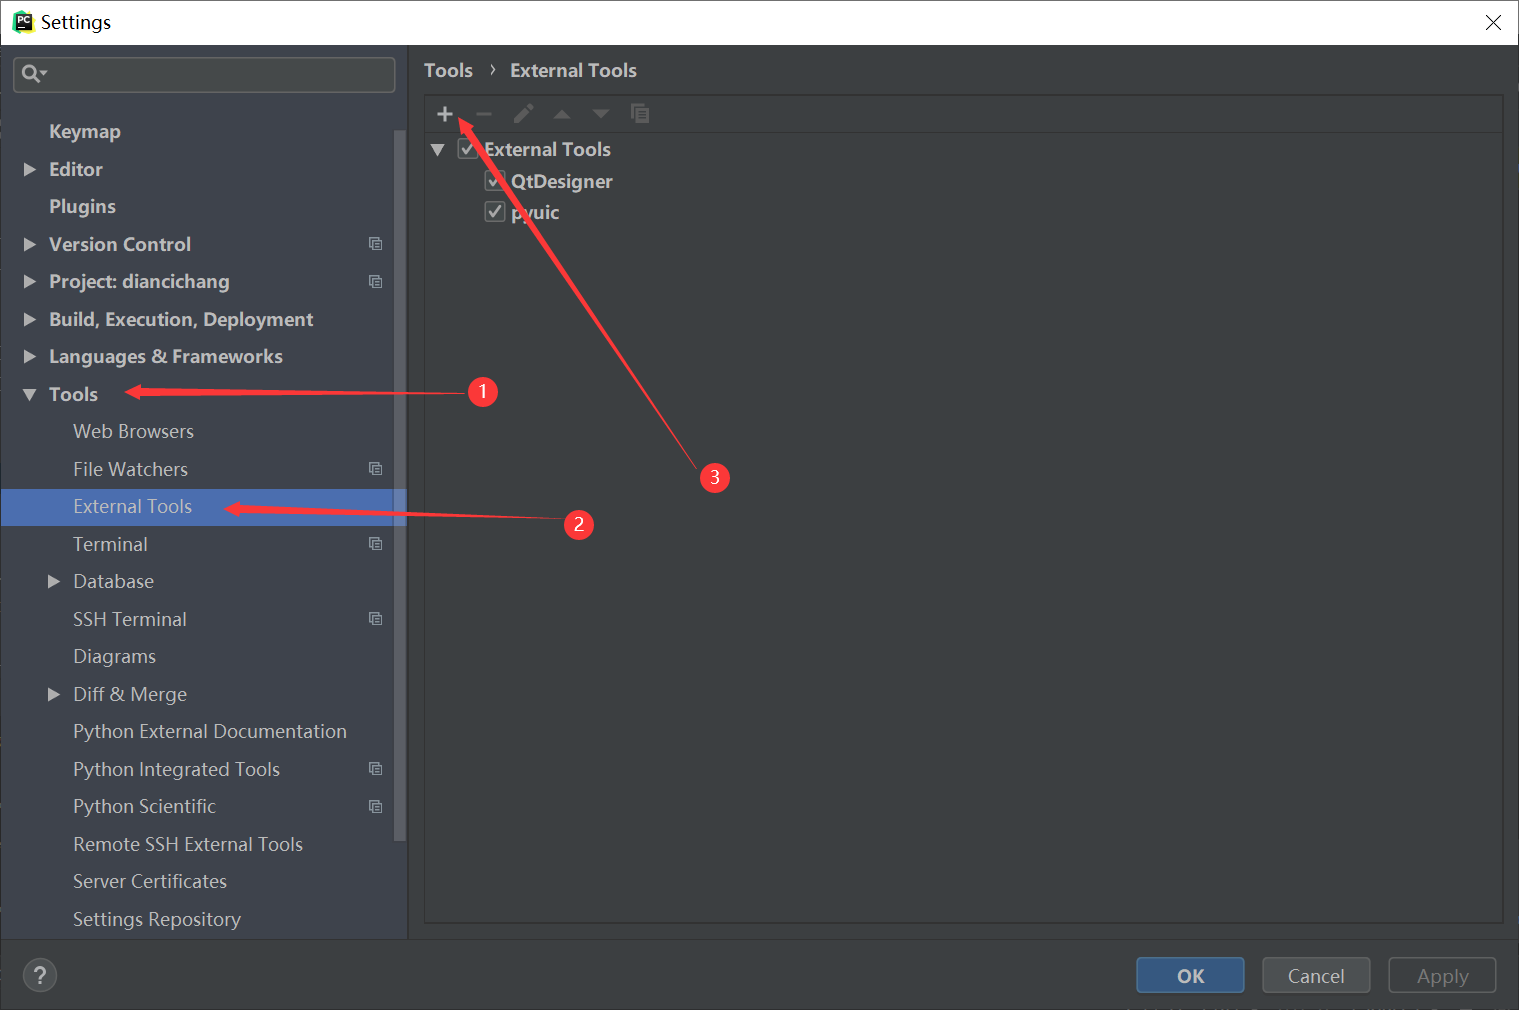 PC Settings
Tools › External Tools
Keymap
Editor
Plugins
Version Control
Project: diancichang
Build, Execution, Deployment
Languages & Frameworks
Tools
Web Browsers
File Watchers
External Tools
Terminal
Database
SSH Terminal
Diagrams
Diff & Merge
Python External Documentation
Python Integrated Tools
Python Scientific
Remote SSH External Tools
Server Certificates
Settings Repository
External Tools
QtDesigner
pyuic
1
2
3
?
OK
Cancel
Apply